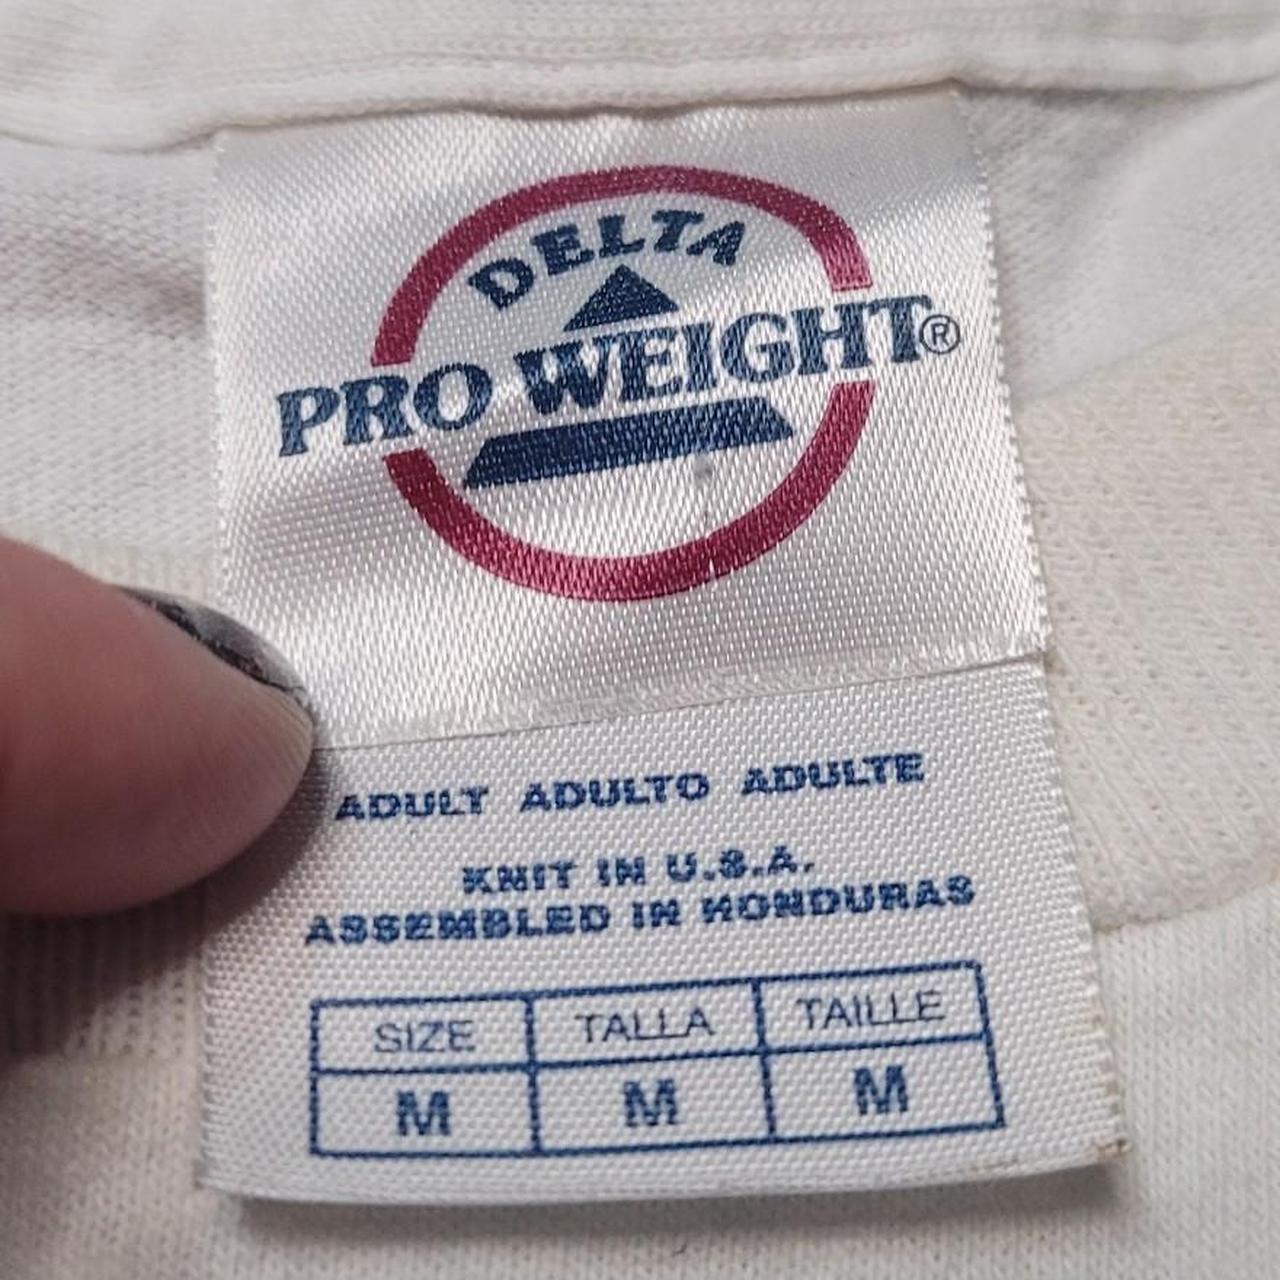 DELTA
PRO WEIGHT®
ADULT ADULTO ADULTE
KNIT IN U.S.A.
ASSEMBLED IN HONDURAS
SIZE TALLA TAILLE
M M M